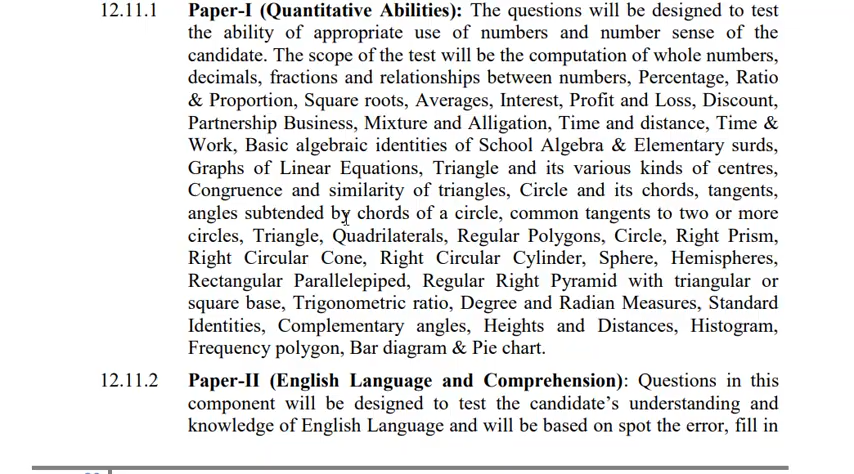 12.11.1 Paper-I (Quantitative Abilities): The questions will be designed to test
the ability of appropriate use of numbers and number sense of the
candidate. The scope of the test will be the computation of whole numbers,
decimals, fractions and relationships between numbers, Percentage, Ratio
& Proportion, Square roots, Averages, Interest, Profit and Loss, Discount,
Partnership Business, Mixture and Alligation, Time and distance, Time &
Work, Basic algebraic identities of School Algebra & Elementary surds,
Graphs of Linear Equations, Triangle and its various kinds of centres,
Congruence and similarity of triangles, Circle and its chords, tangents,
angles subtended by chords of a circle, common tangents to two or more
circles, Triangle, Quadrilaterals, Regular Polygons, Circle, Right Prism,
Right Circular Cone, Right Circular Cylinder, Sphere, Hemispheres,
Rectangular Parallelepiped, Regular Right Pyramid with triangular or
square base, Trigonometric ratio, Degree and Radian Measures, Standard
Identities, Complementary angles, Heights and Distances, Histogram,
Frequency polygon, Bar diagram & Pie chart.
12.11.2 Paper-II (English Language and Comprehension): Questions in this
component will be designed to test the candidate’s understanding and
knowledge of English Language and will be based on spot the error, fill in